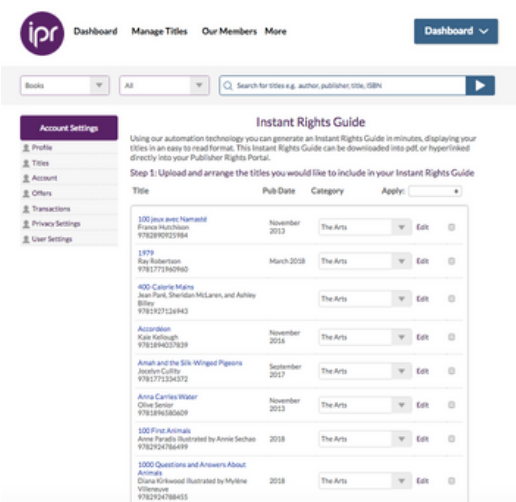 ipr
Dashboard Manage Titles Our Members More
Dashboard
Books
All
Search for titles e.g. author, publisher, title, ISBN
Account Settings
Profile
Titles
Account
Offers
Transactions
Privacy Settings
User Settings
Instant Rights Guide
Using our automation technology you can generate an Instant Rights Guide in minutes, displaying your
titles in an easy to read format. This Instant Rights Guide can be downloaded into pdf, or hyperlinked
directly into your Publisher Rights Portal.
Step 1: Upload and arrange the titles you would like to include in your Instant Rights Guide
Title Pub Date Category Apply:
100 jeux avec Namasté
France Hutchison
9782890925984
November
2013
The Arts
Edit
1979
Ray Robertson
9781771960960
March 2018
The Arts
Edit
400-Calorie Mains
Jean Paré, Sheridan McLaren, and Ashley
Billey
9781927126943
The Arts
Edit
Accordéon
Kaie Kellough
9781894037839
November
2016
The Arts
Edit
Amah and the Silk-Winged Pigeons
Jocelyn Cullity
9781771334372
September
2017
The Arts
Edit
Anna Carries Water
Olive Senior
9781896580609
November
2013
The Arts
Edit
100 First Animals
Anne Paradis illustrated by Annie Sechao
9782924786499
2018
The Arts
Edit
1000 Questions and Answers About
Animals
Diana Kirkwood illustrated by Mylène
Villeneuve
9782924788455
2018
The Arts
Edit